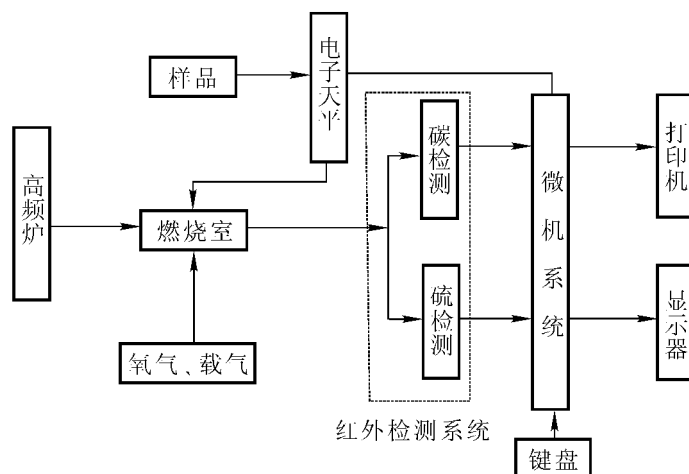 样品
电子天平
高频炉
燃烧室
氧气、载气
碳检测
硫检测
红外检测系统
微机系统
打印机
显示器
键盘